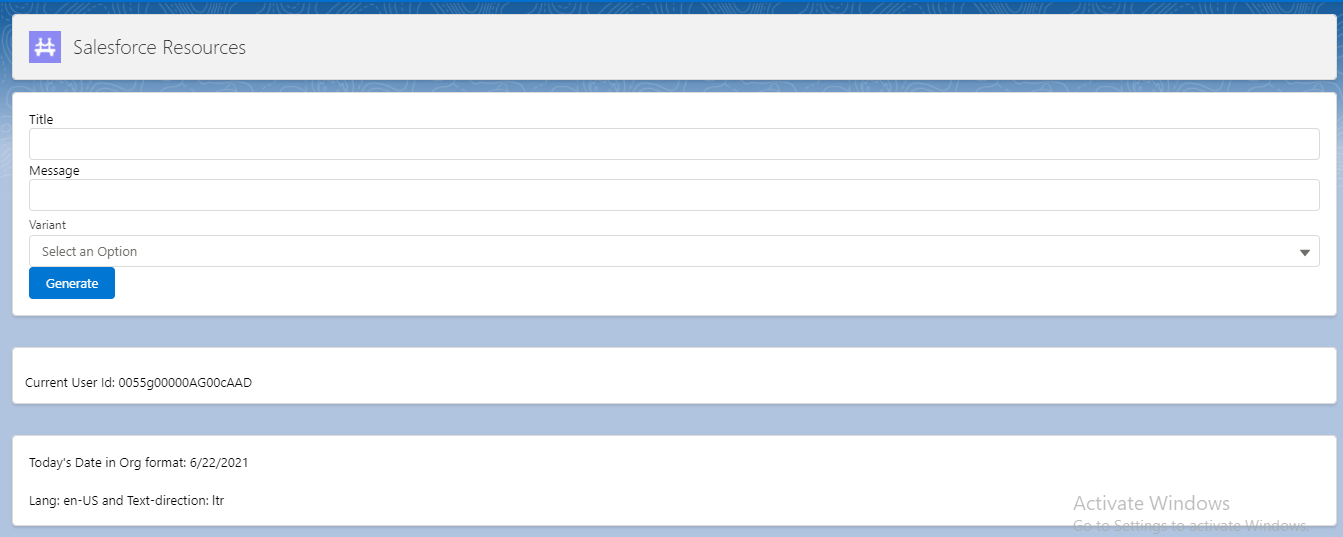 Salesforce Resources
Title
Message
Variant
Select an Option
Generate
Current User Id: 0055g00000AG00cAAD
Today's Date in Org format: 6/22/2021
Lang: en-US and Text-direction: ltr
Activate Windows
Go to Settings to activate Windows.